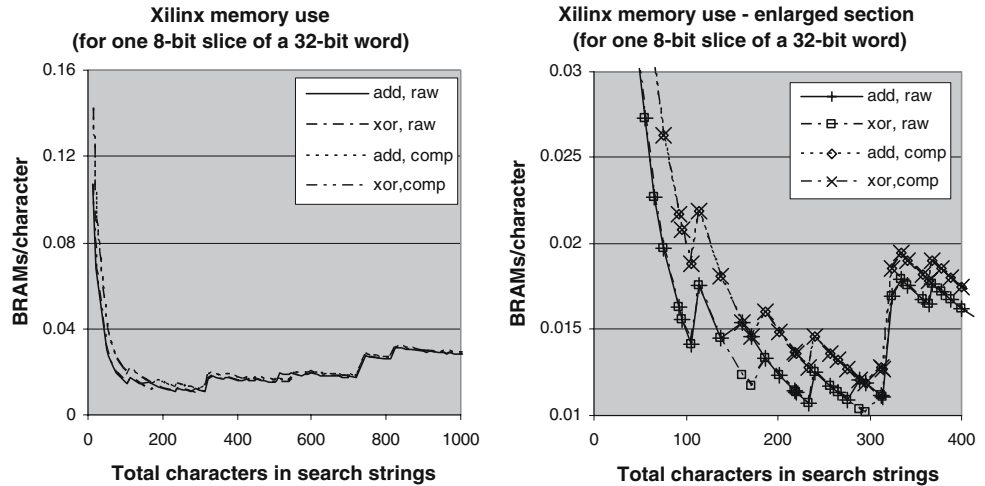 Xilinx memory use
(for one 8-bit slice of a 32-bit word)
0.16
0.12
0.08
0.04
0
BRAMs/character
add, raw
xor, raw
add, comp
xor,comp
0 200 400 600 800 1000
Total characters in search strings
Xilinx memory use - enlarged section
(for one 8-bit slice of a 32-bit word)
0.03
0.025
0.02
0.015
0.01
BRAMs/character
add, raw
xor, raw
add, comp
xor,comp
0 100 200 300 400
Total characters in search strings